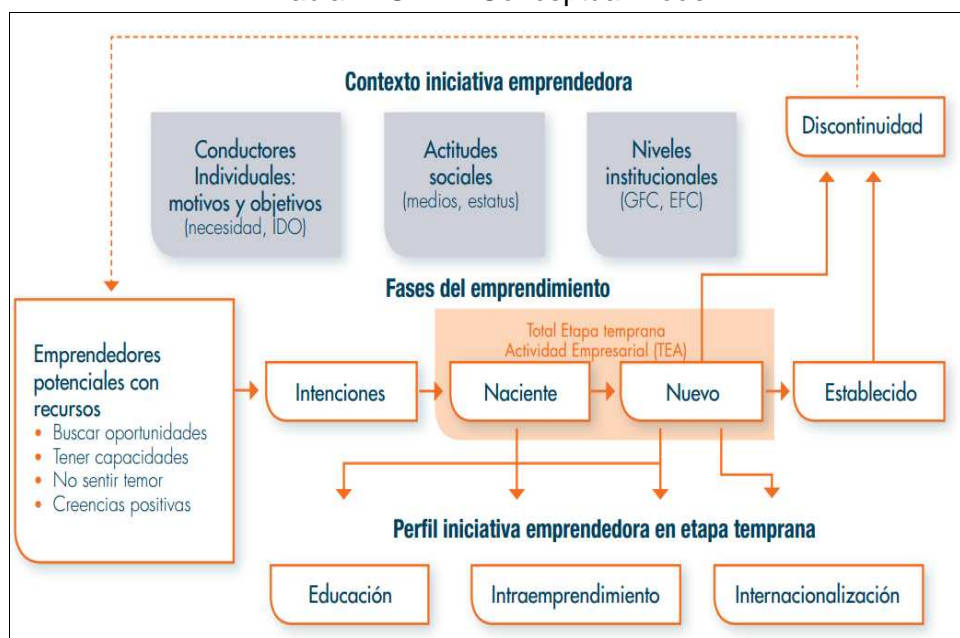 Contexto iniciativa emprendedora
Conductores
Individuales:
motivos y objetivos
(necesidad, IDO)
Actitudes
sociales
(medios, estatus)
Niveles
institucionales
(GFC, EFC)
Discontinuidad
Fases del emprendimiento
Total Etapa temprana
Actividad Empresarial (TEA)
Emprendedores
potenciales con
recursos
• Buscar oportunidades
• Tener capacidades
• No sentir temor
• Creencias positivas
Intenciones
Naciente
Nuevo
Establecido
Perfil iniciativa emprendedora en etapa temprana
Educación
Intraemprendimiento
Internacionalización